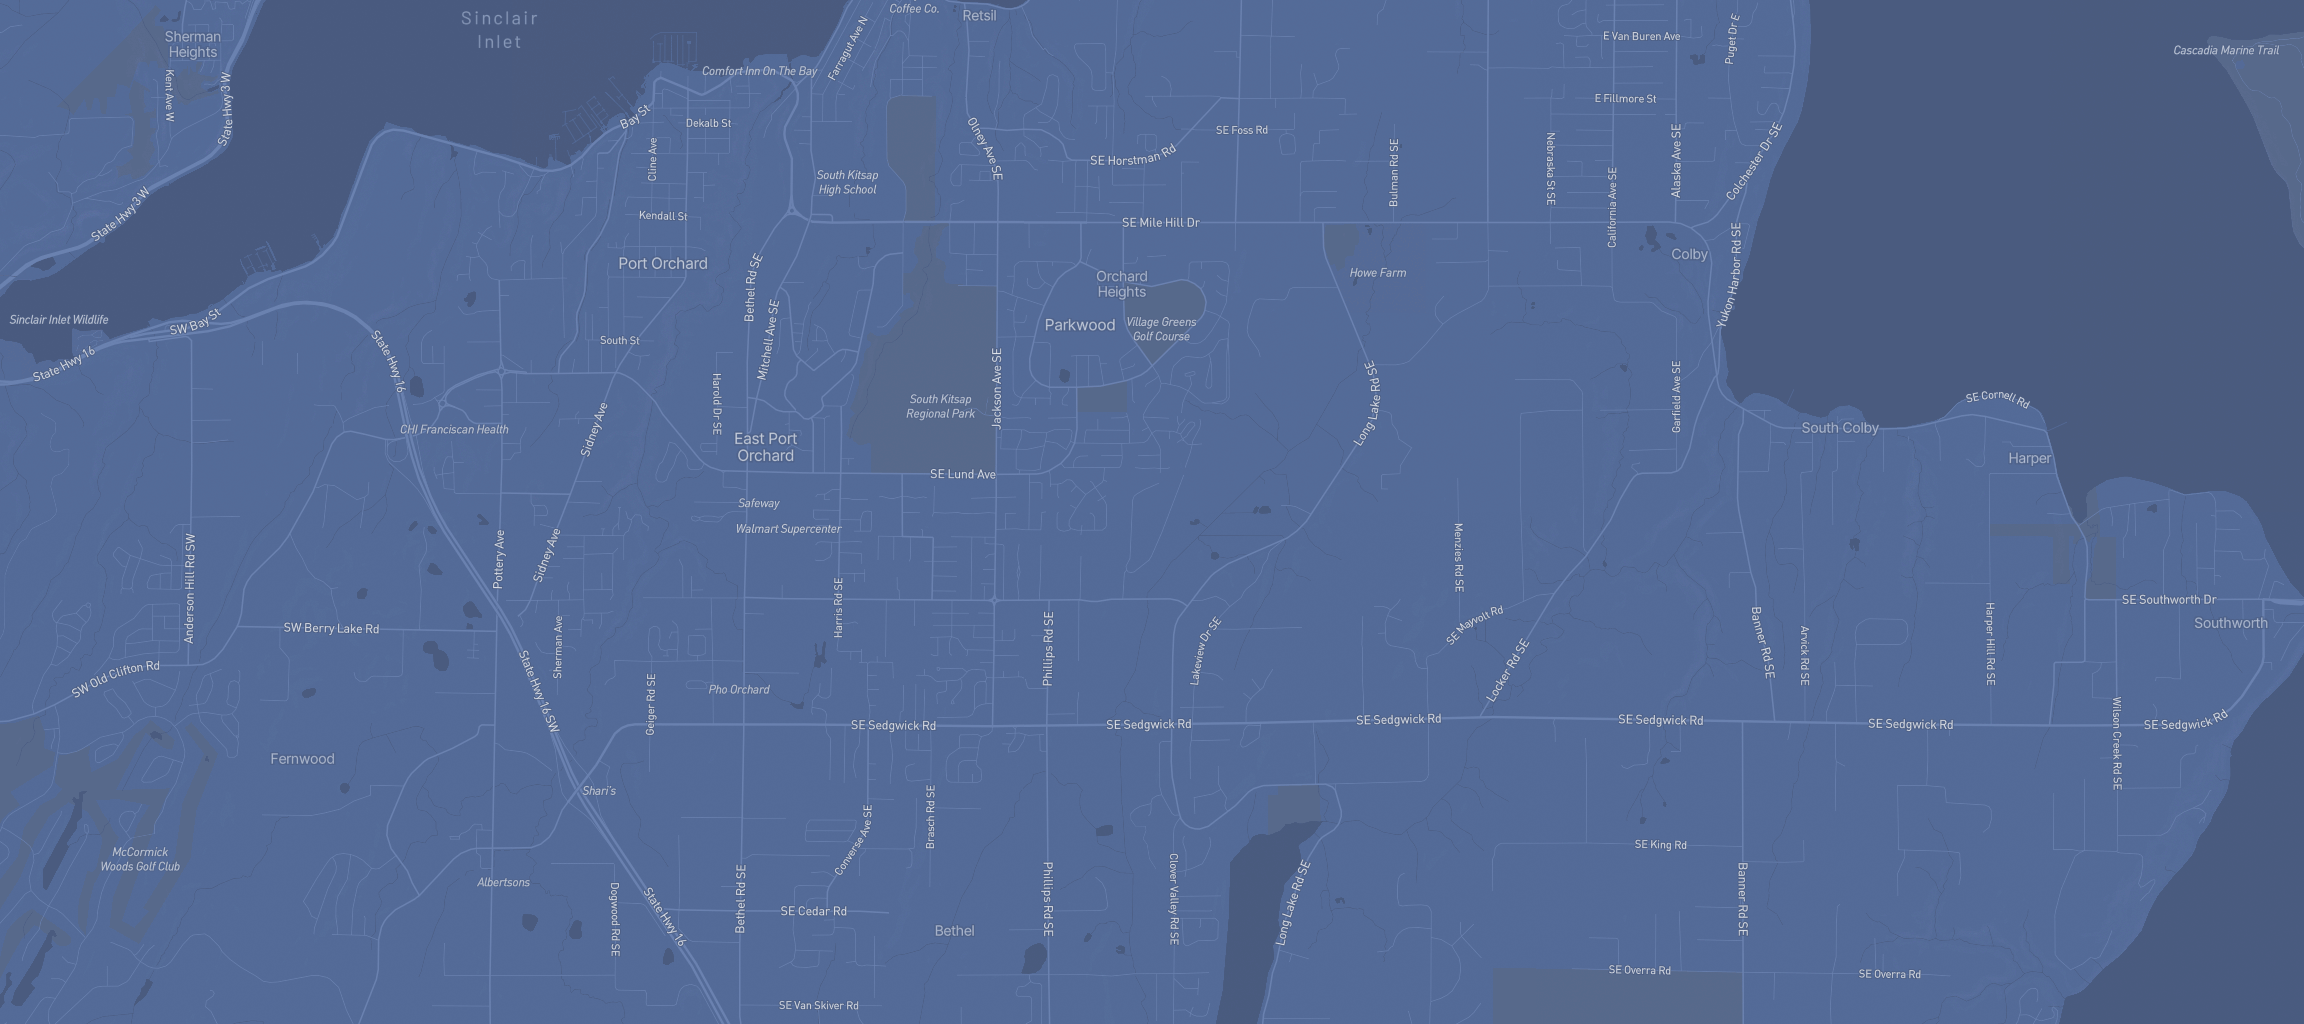 Sinclair
Inlet
Coffee Co.
Retsil
Sherman
Heights
Kent Ave W
State Hwy 3 W
State Hwy 3 W
Farragut Ave N
Comfort Inn On The Bay
Bay St
Dekalb St
Cline Ave
South Kitsap
High School
Kendall St
Olney Ave SE
SE Horstman Rd
SE Foss Rd
Bulman Rd SE
Nebraska St SE
E Van Buren Ave
Puget Dr E
E Fillmore St
Alaska Ave SE
California Ave SE
Colchester Dr SE
Cascadia Marine Trail
SE Mile Hill Dr
Colby
Yukon Harbor Rd SE
Port Orchard
Bethel Rd SE
Mitchell Ave SE
Orchard
Heights
Howe Farm
Parkwood
Village Greens
Golf Course
Sinclair Inlet Wildlife
SW Bay St
State Hwy 16
State Hwy 16
South St
Harold Dr SE
Jackson Ave SE
Long Lake Rd SE
Long Lake Rd SE
Garfield Ave SE
South Kitsap
Regional Park
CHI Franciscan Health
Sidney Ave
East Port
Orchard
SE Lund Ave
SE Cornell Rd
South Colby
Harper
Safeway
Walmart Supercenter
Anderson Hill Rd SW
Pottery Ave
Sidney Ave
Harris Rd SE
Menzies Rd SE
SE Mayvolt Rd
SE Southworth Dr
Southworth
SW Berry Lake Rd
Sherman Ave
Phillips Rd SE
Lakeview Dr SE
Locker Rd SE
Banner Rd SE
Arvick Rd SE
Harper Hill Rd SE
SW Old Clifton Rd
State Hwy 16 SW
Geiger Rd SE
Pho Orchard
SE Sedgwick Rd
SE Sedgwick Rd
SE Sedgwick Rd
SE Sedgwick Rd
SE Sedgwick Rd
SE Sedgwick Rd
Wilson Creek Rd SE
Fernwood
Shari's
Brasch Rd SE
Converse Ave SE
McCormick
Woods Golf Club
Albertsons
SE King Rd
Dogwood Rd SE
State Hwy 16
Bethel Rd SE
SE Cedar Rd
Bethel
Phillips Rd SE
Clover Valley Rd SE
Long Lake Rd SE
Banner Rd SE
SE Overra Rd
SE Overra Rd
SE Van Skiver Rd